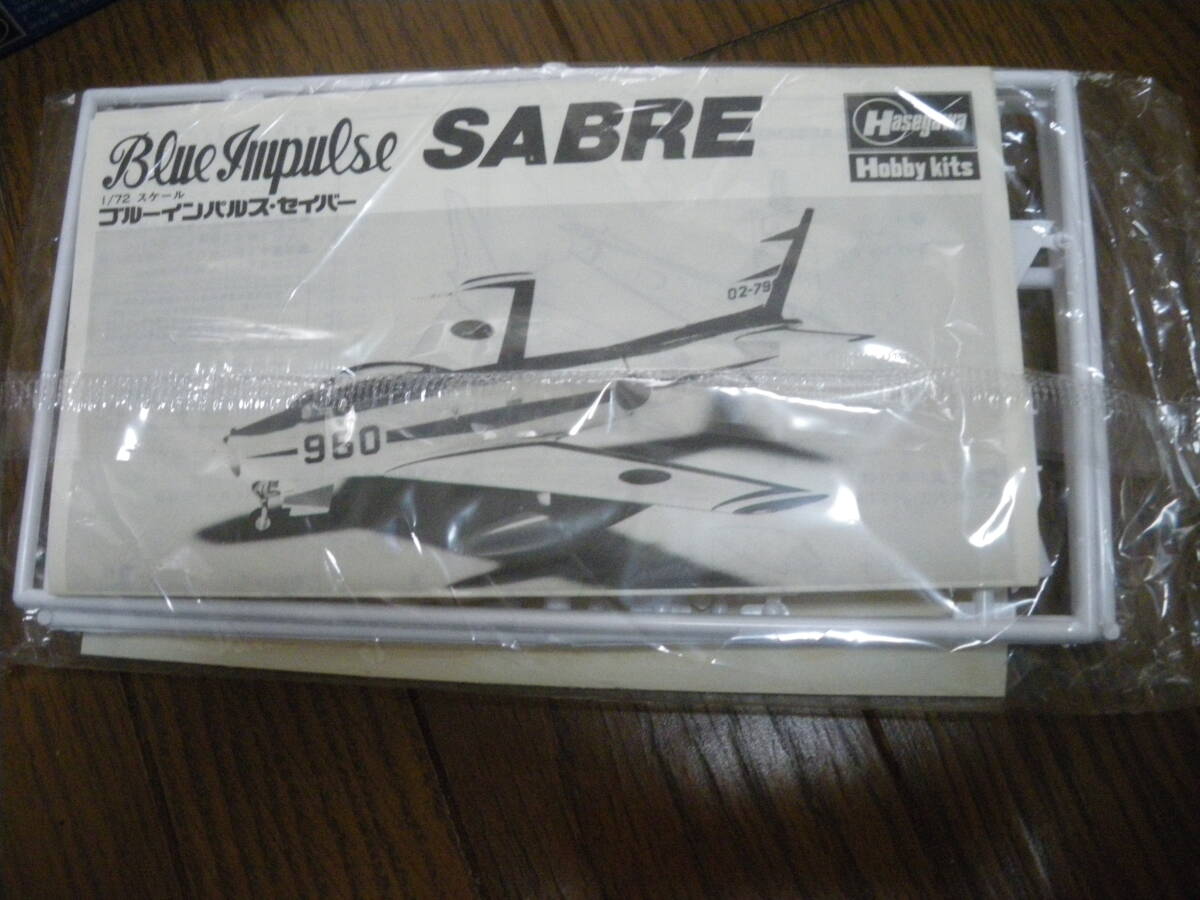 Blue Impulse SABRE
1/72 スケール
ブルーインパルス・セイバー
Hasegawa
Hobby kits
02-79
960